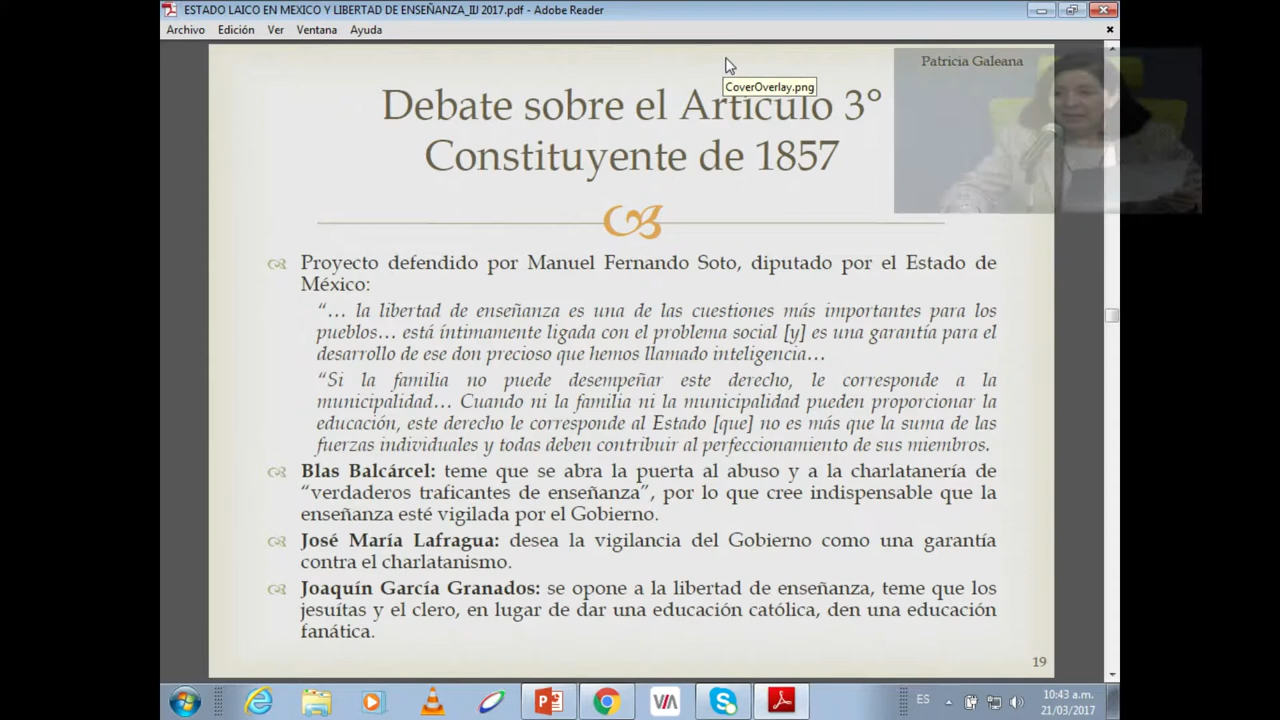 ESTADO LAICO EN MEXICO Y LIBERTAD DE ENSEÑANZA_IIJ 2017.pdf - Adobe Reader
Archivo Edición Ver Ventana Ayuda
Patricia Galeana
CoverOverlay.png
Debate sobre el Artículo 3°
Constituyente de 1857
Proyecto defendido por Manuel Fernando Soto, diputado por el Estado de
México:
“… la libertad de enseñanza es una de las cuestiones más importantes para los
pueblos… está íntimamente ligada con el problema social [y] es una garantía para el
desarrollo de ese don precioso que hemos llamado inteligencia…
“Si la familia no puede desempeñar este derecho, le corresponde a la
municipalidad… Cuando ni la familia ni la municipalidad pueden proporcionar la
educación, este derecho le corresponde al Estado [que] no es más que la suma de las
fuerzas individuales y todas deben contribuir al perfeccionamiento de sus miembros.
Blas Balcárcel: teme que se abra la puerta al abuso y a la charlatanería de
“verdaderos traficantes de enseñanza”, por lo que cree indispensable que la
enseñanza esté vigilada por el Gobierno.
José María Lafragua: desea la vigilancia del Gobierno como una garantía
contra el charlatanismo.
Joaquín García Granados: se opone a la libertad de enseñanza, teme que los
jesuítas y el clero, en lugar de dar una educación católica, den una educación
fanática.
19
VIA
ES
10:43 a.m.
21/03/2017